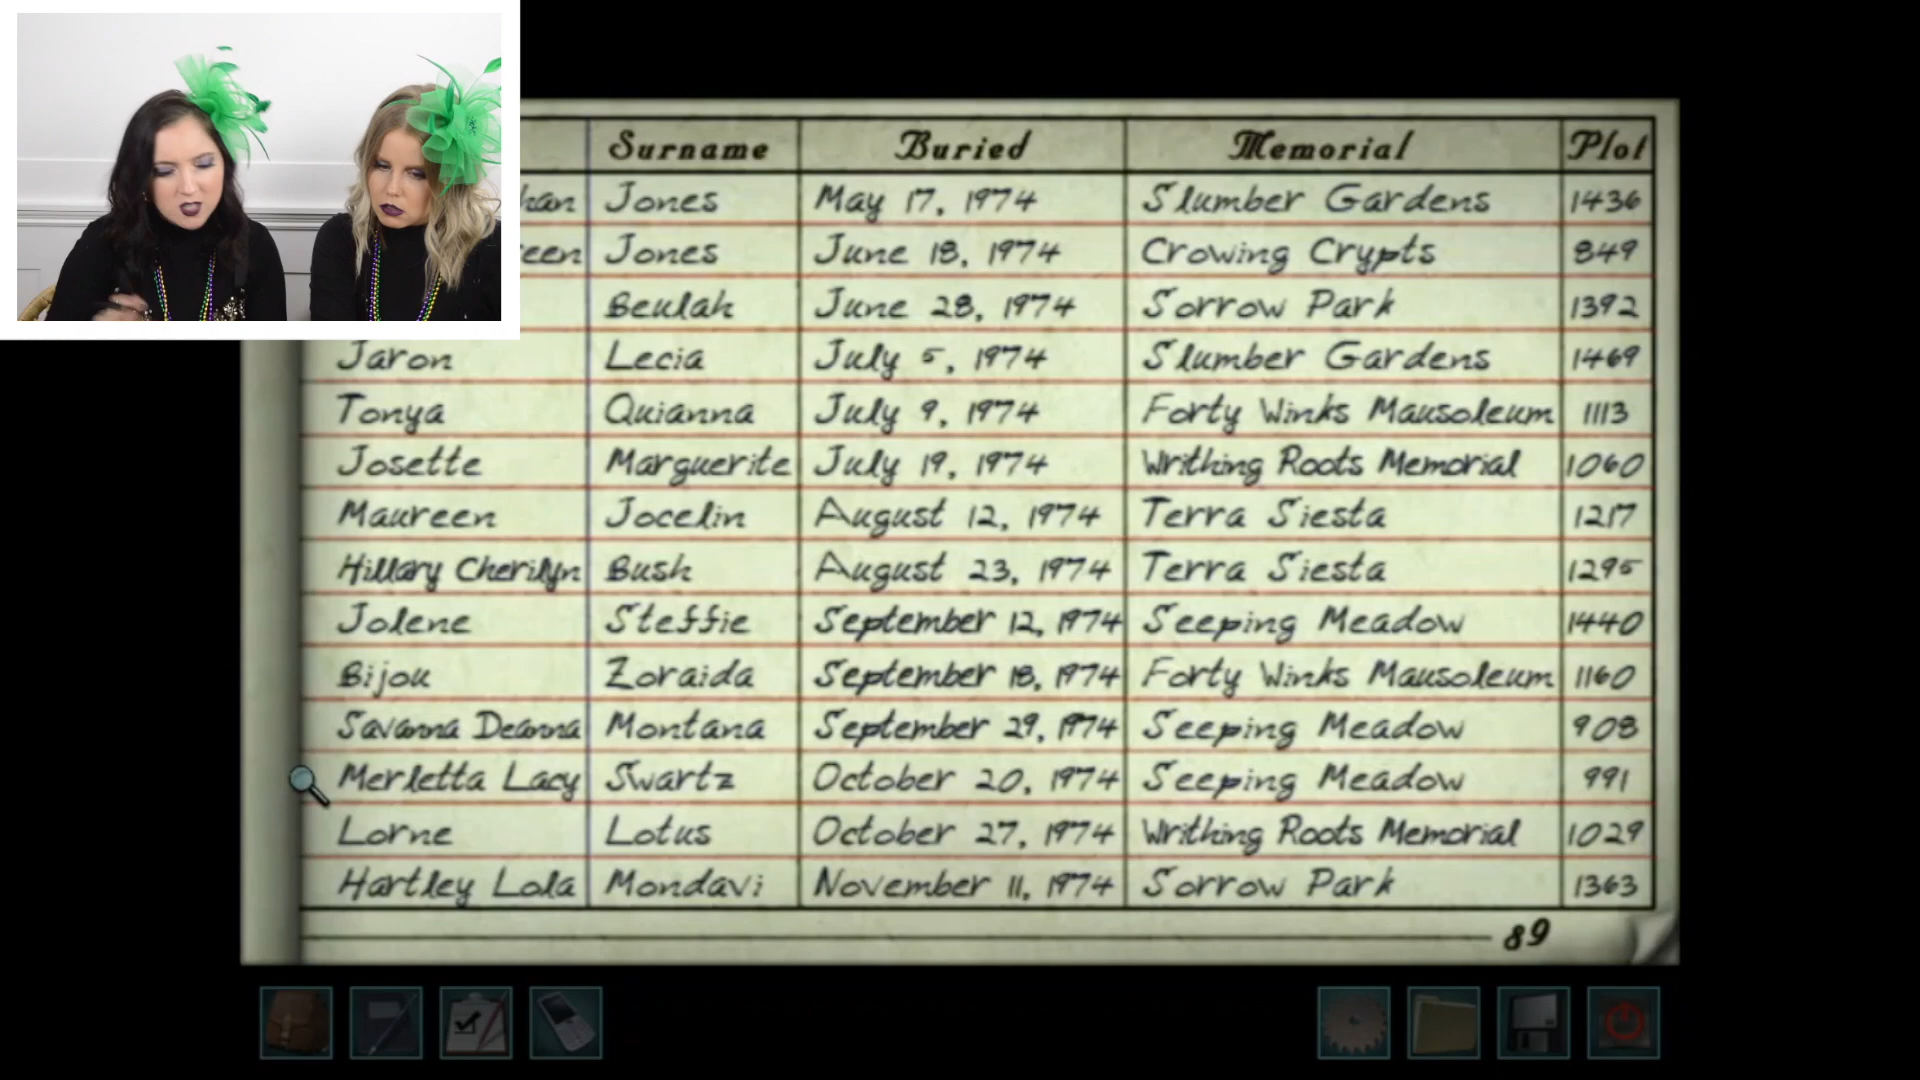 Surname Buried Memorial Plot
Jones May 17, 1974 Slumber Gardens 1436
Jones June 18, 1974 Crowing Crypts 849
Beulah June 28, 1974 Sorrow Park 1392
Jaron Lecia July 5, 1974 Slumber Gardens 1469
Tonya Quianna July 9, 1974 Forty Winks Mausoleum 1113
Josette Marguerite July 19, 1974 Writhing Roots Memorial 1060
Maureen Jocelin August 12, 1974 Terra Siesta 1217
Hillary Cherilyn Bush August 23, 1974 Terra Siesta 1295
Jolene Steffie September 12, 1974 Seeping Meadow 1440
Bijou Zoraida September 18, 1974 Forty Winks Mausoleum 1160
Savanna Deanna Montana September 29, 1974 Seeping Meadow 908
Merletta Lacy Swartz October 20, 1974 Seeping Meadow 991
Lorne Lotus October 27, 1974 Writhing Roots Memorial 1029
Hartley Lola Mondavi November 11, 1974 Sorrow Park 1363
89